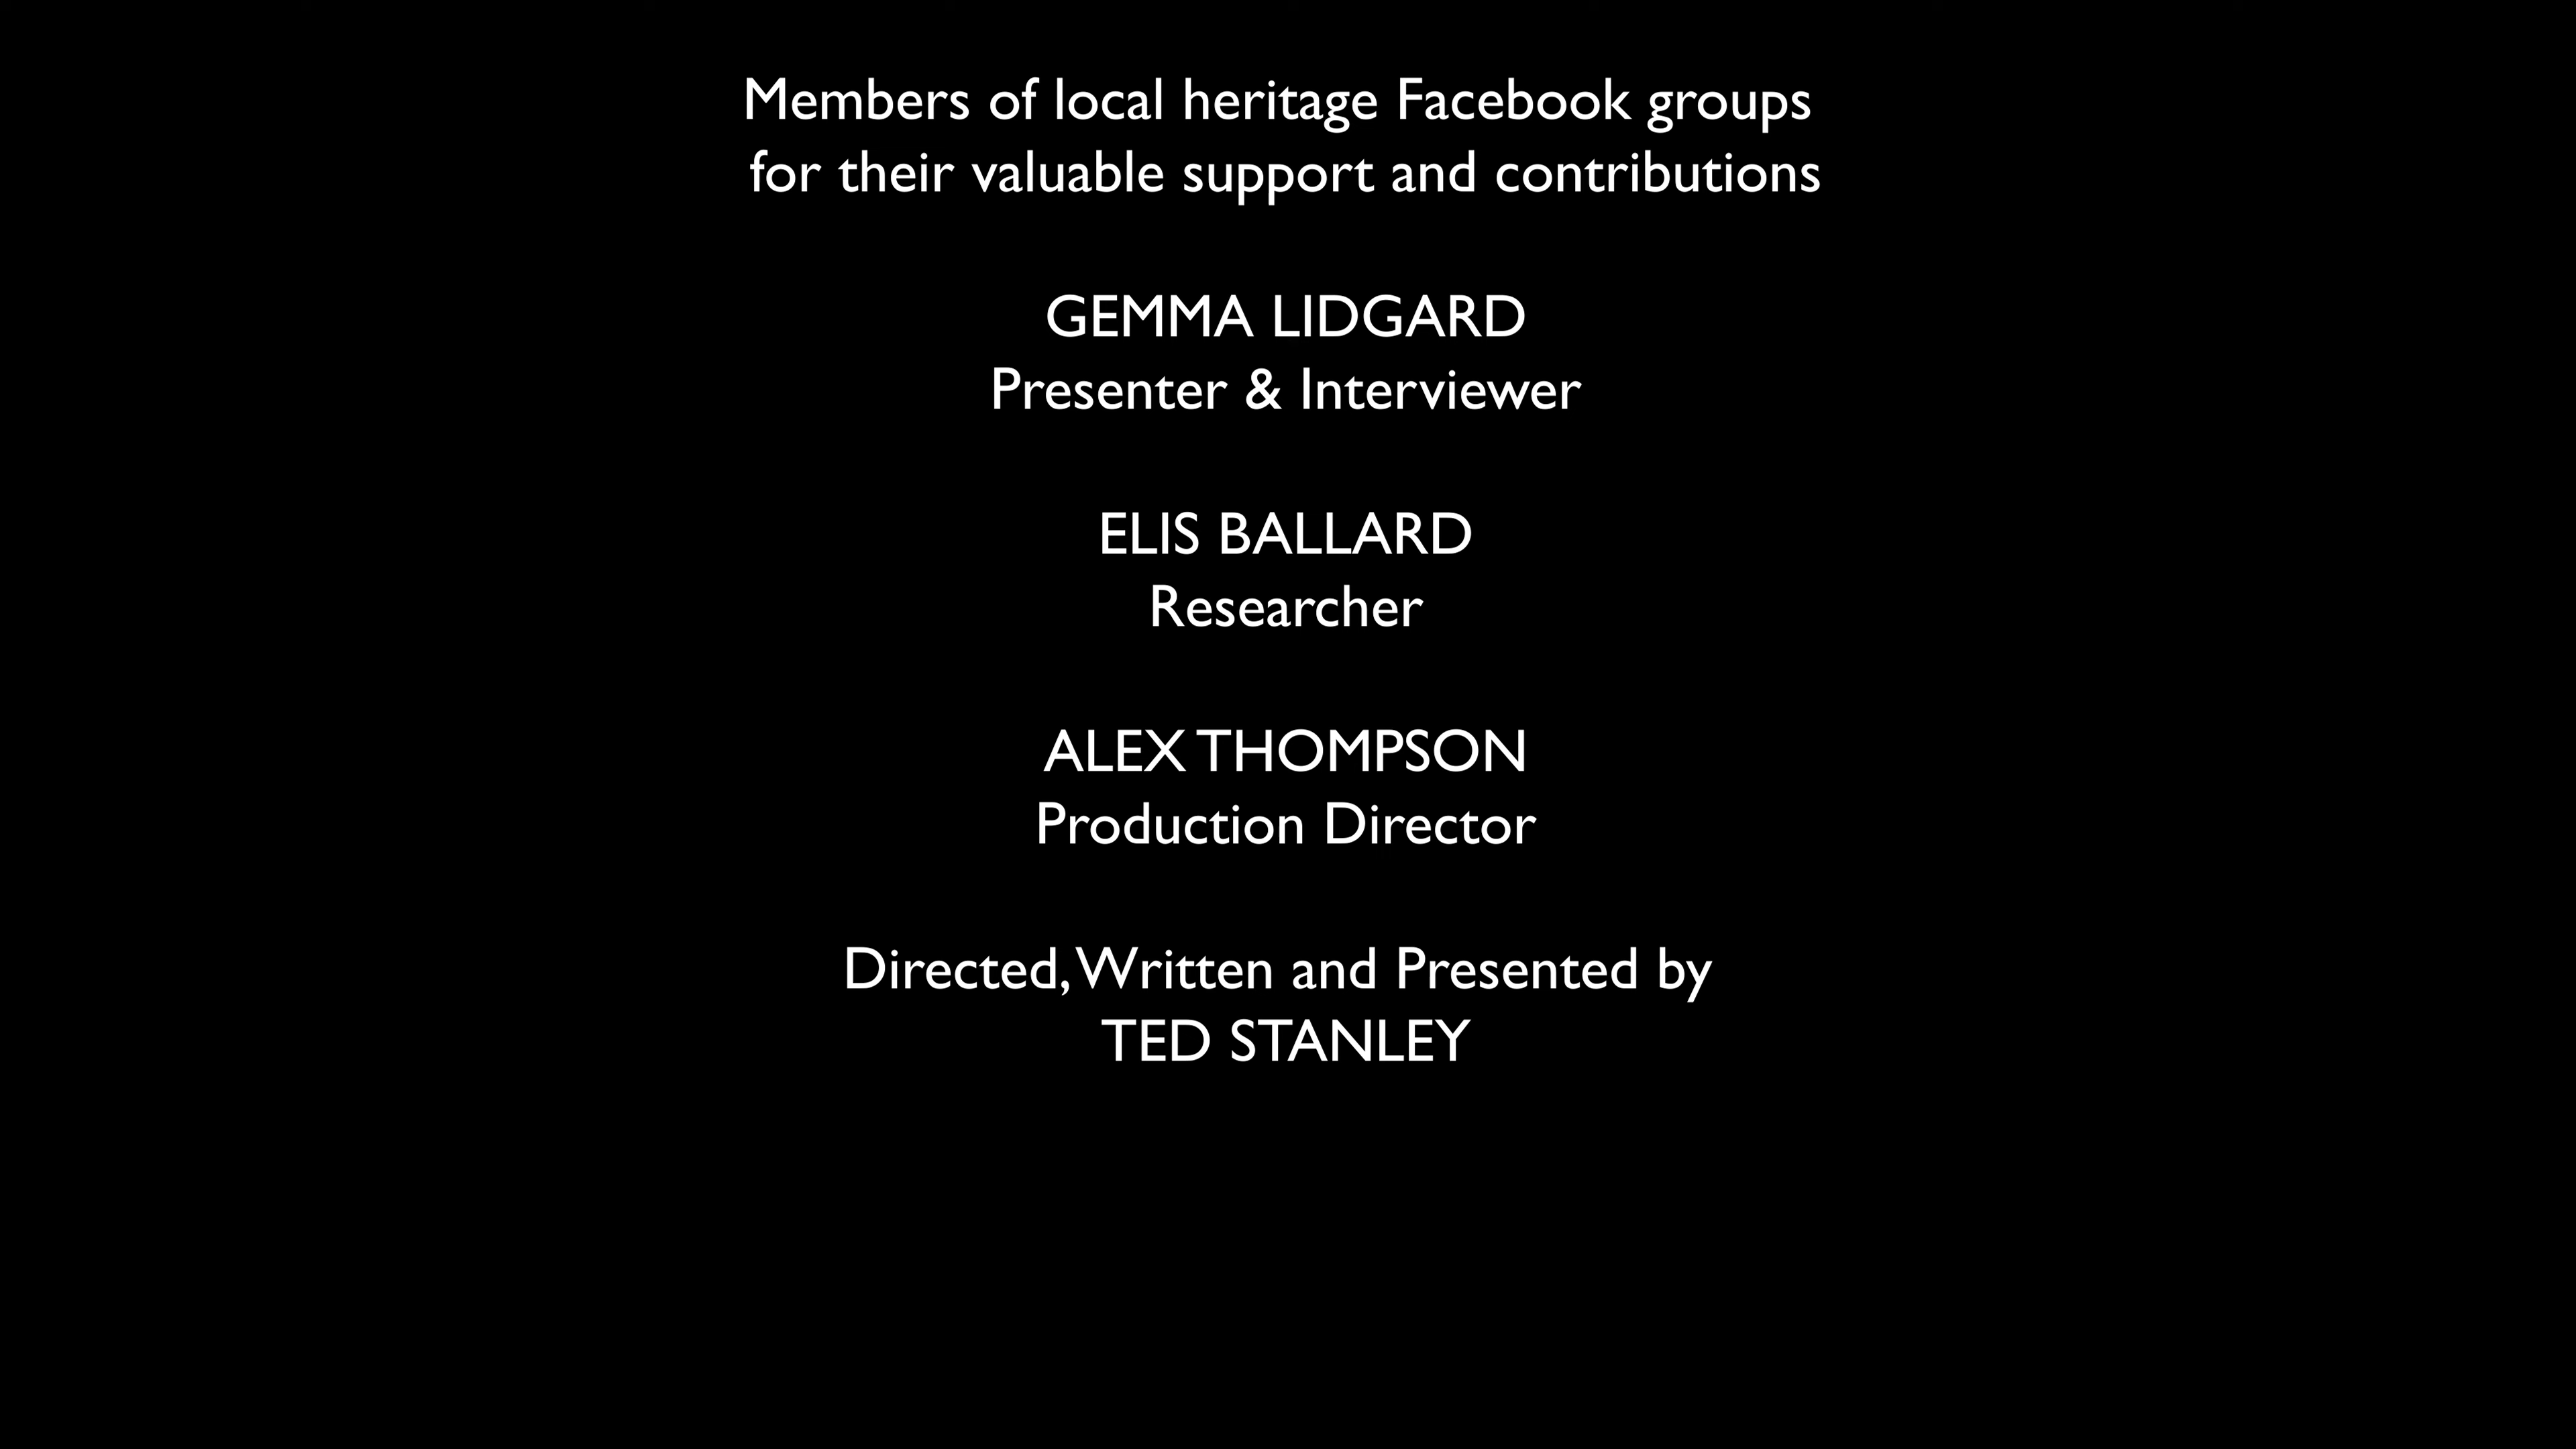 Members of local heritage Facebook groups
for their valuable support and contributions
GEMMA LIDGARD
Presenter & Interviewer
ELIS BALLARD
Researcher
ALEX THOMPSON
Production Director
Directed, Written and Presented by
TED STANLEY